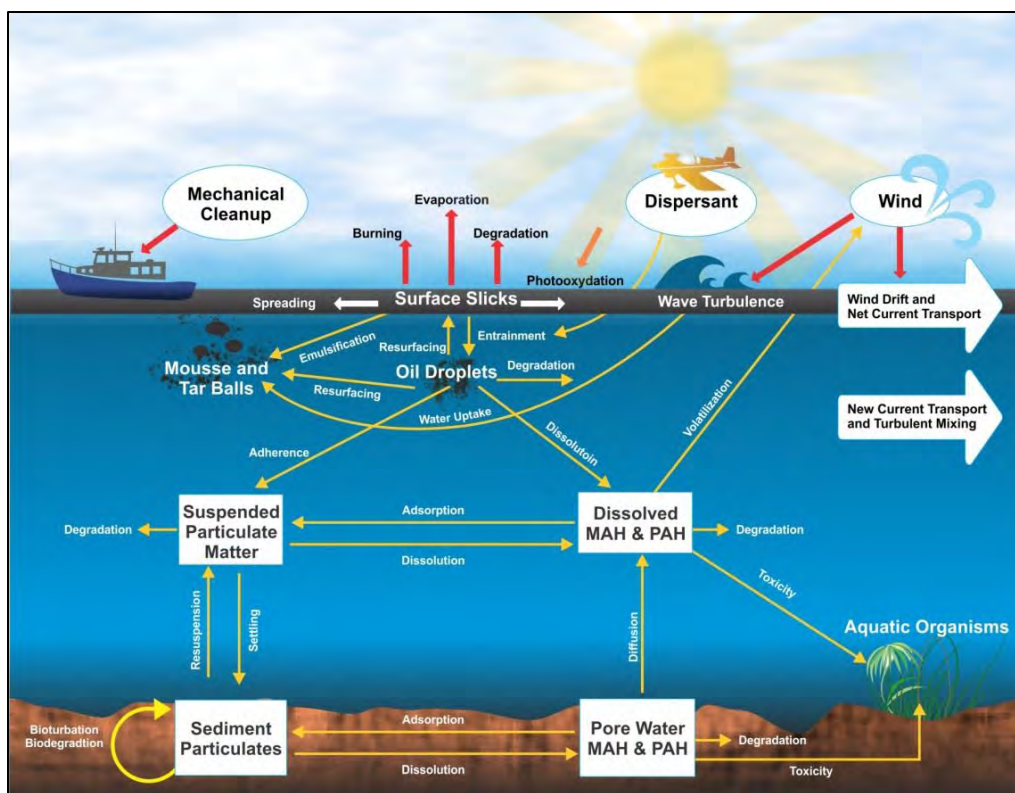 Mechanical
Cleanup
Dispersant
Wind
Evaporation
Burning
Degradation
Photooxydation
Spreading
Surface Slicks
Wave Turbulence
Wind Drift and
Net Current Transport
Emulsification
Resurfacing
Entrainment
Mousse and
Tar Balls
Oil Droplets
Degradation
Resurfacing
Water Uptake
Volatilization
New Current Transport
and Turbulent Mixing
Adherence
Dissolutoin
Suspended
Particulate
Matter
Degradation
Adsorption
Dissolution
Dissolved
MAH & PAH
Degradation
Toxicity
Resuspension
Settling
Diffusion
Aquatic Organisms
Bioturbation
Biodegradtion
Sediment
Particulates
Adsorption
Dissolution
Pore Water
MAH & PAH
Degradation
Toxicity